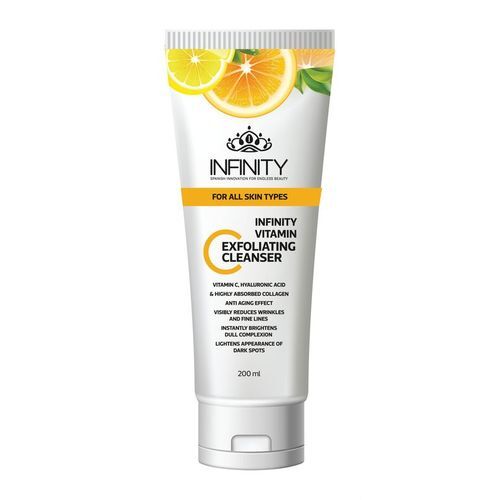 INFINITY
SPANISH INNOVATION FOR ENDLESS BEAUTY
FOR ALL SKIN TYPES
INFINITY
VITAMIN
C EXFOLIATING
CLEANSER
VITAMIN C, HYALURONIC ACID
& HIGHLY ABSORBED COLLAGEN
ANTI AGING EFFECT
VISIBLY REDUCES WRINKLES
AND FINE LINES
INSTANTLY BRIGHTENS
DULL COMPLEXION
LIGHTENS APPEARANCE OF
DARK SPOTS
200 ml